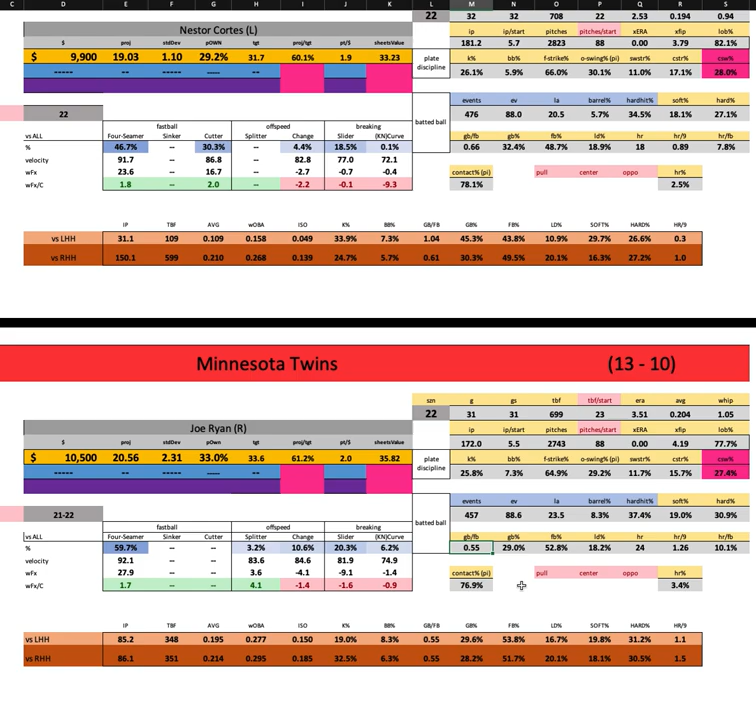 C D E F G H I J K L M N O P Q R S
22 32 32 708 22 2.53 0.194 0.94
Nestor Cortes (L) ip ip/start pitches pitches/start xERA xfip lob%
181.2 5.7 2823 88 0.00 3.79 82.1%
$ proj stdDev pOWN tgt proj/tgt pt/$ sheetsValue
$ 9,900 19.03 1.10 29.2% 31.7 60.1% 1.9 33.23
plate discipline k% bb% f-strike% o-swing% (pi) swstr% cstr% csw%
----- -- ----- — -- 26.1% 5.9% 66.0% 30.1% 11.0% 17.1% 28.0%
events ev la barrel% hardhit% soft% hard%
22 476 88.0 20.5 5.7% 34.5% 18.1% 27.1%
fastball offspeed breaking batted ball
vs ALL Four-Seamer Sinker Cutter Splitter Change Slider (KN)Curve gb/fb gb% fb% ld% hr hr/9 hr/fb
% 46.7% -- 30.3% -- 4.4% 18.5% 0.1% 0.66 32.4% 48.7% 18.9% 18 0.89 7.8%
velocity 91.7 -- 86.8 -- 82.8 77.0 72.1
wFx 23.6 -- 16.7 -- -2.7 -0.7 -0.4 contact% (pi) pull center oppo hr%
wFx/C 1.8 -- 2.0 -- -2.2 -0.1 -9.3 78.1% 2.5%
IP TBF AVG wOBA ISO K% BB% GB/FB GB% FB% LD% SOFT% HARD% HR/9
vs LHH 31.1 109 0.109 0.158 0.049 33.9% 7.3% 1.04 45.3% 43.8% 10.9% 29.7% 26.6% 0.3
vs RHH 150.1 599 0.210 0.268 0.139 24.7% 5.7% 0.61 30.3% 49.5% 20.1% 16.3% 27.2% 1.0
Minnesota Twins (13 - 10)
szn g gs tbf tbf/start era avg whip
22 31 31 699 23 3.51 0.204 1.05
Joe Ryan (R) ip ip/start pitches pitches/start xERA xfip lob%
172.0 5.5 2743 88 0.00 4.19 77.7%
$ proj stdDev pOwn tgt proj/tgt pt/$ sheetsValue
$ 10,500 20.56 2.31 33.0% 33.6 61.2% 2.0 35.82
plate discipline k% bb% f-strike% o-swing% (pi) swstr% cstr% csw%
----- -- ----- — -- 25.8% 7.3% 64.9% 29.2% 11.7% 15.7% 27.4%
events ev la barrel% hardhit% soft% hard%
21-22 457 88.6 23.5 8.3% 37.4% 19.0% 30.9%
fastball offspeed breaking batted ball
vs ALL Four-Seamer Sinker Cutter Splitter Change Slider (KN)Curve gb/fb gb% fb% ld% hr hr/9 hr/fb
% 59.7% -- -- 3.2% 10.6% 20.3% 6.2% 0.55 29.0% 52.8% 18.2% 24 1.26 10.1%
velocity 92.1 -- -- 83.6 84.6 81.9 74.9
wFx 27.9 -- -- 3.6 -4.1 -9.1 -1.4 contact% (pi) pull center oppo hr%
wFx/C 1.7 -- -- 4.1 -1.4 -1.6 -0.9 76.9% 3.4%
IP TBF AVG wOBA ISO K% BB% GB/FB GB% FB% LD% SOFT% HARD% HR/9
vs LHH 85.2 348 0.195 0.277 0.150 19.0% 8.3% 0.55 29.6% 53.8% 16.7% 19.8% 31.2% 1.1
vs RHH 86.1 351 0.214 0.295 0.185 32.5% 6.3% 0.55 28.2% 51.7% 20.1% 18.1% 30.5% 1.5